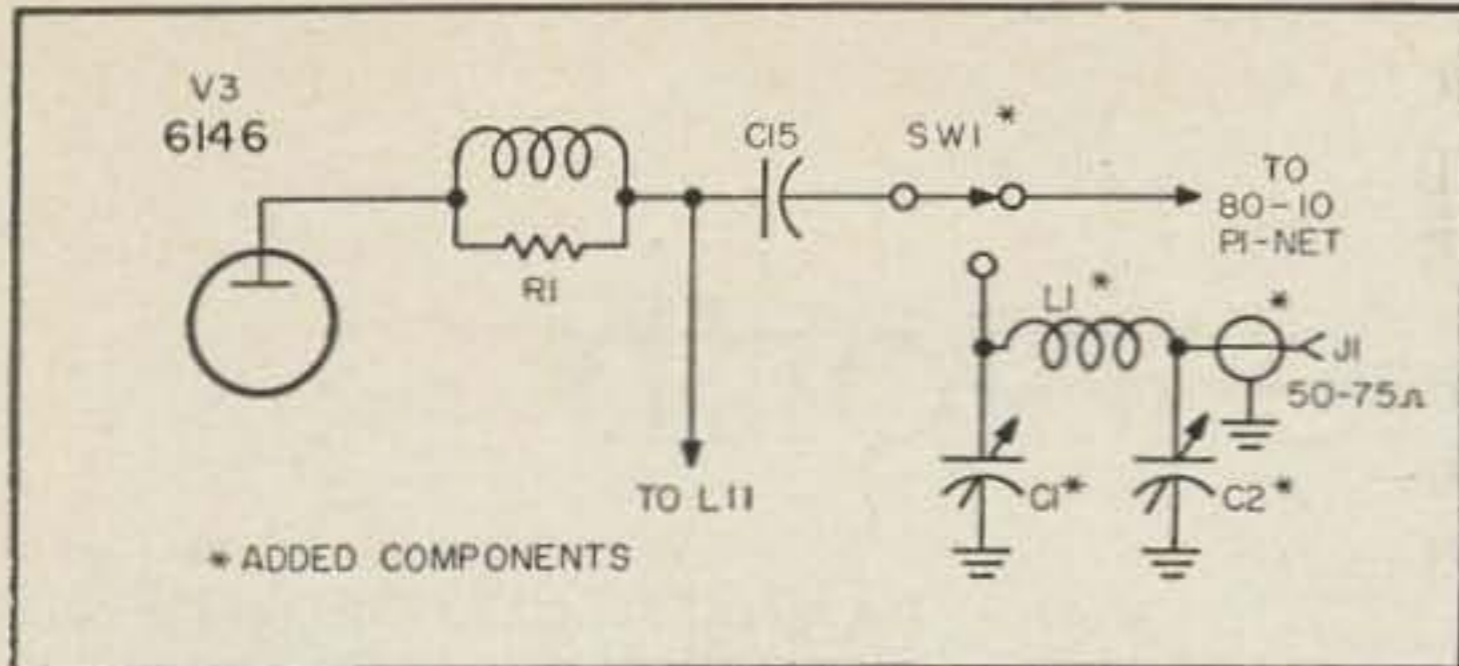 V3
6146
C15
SW1 *
TO
80-10
PI-NET
R1
L1 *
*
J1
50-75Ω
TO L11
C1*
C2*
* ADDED COMPONENTS